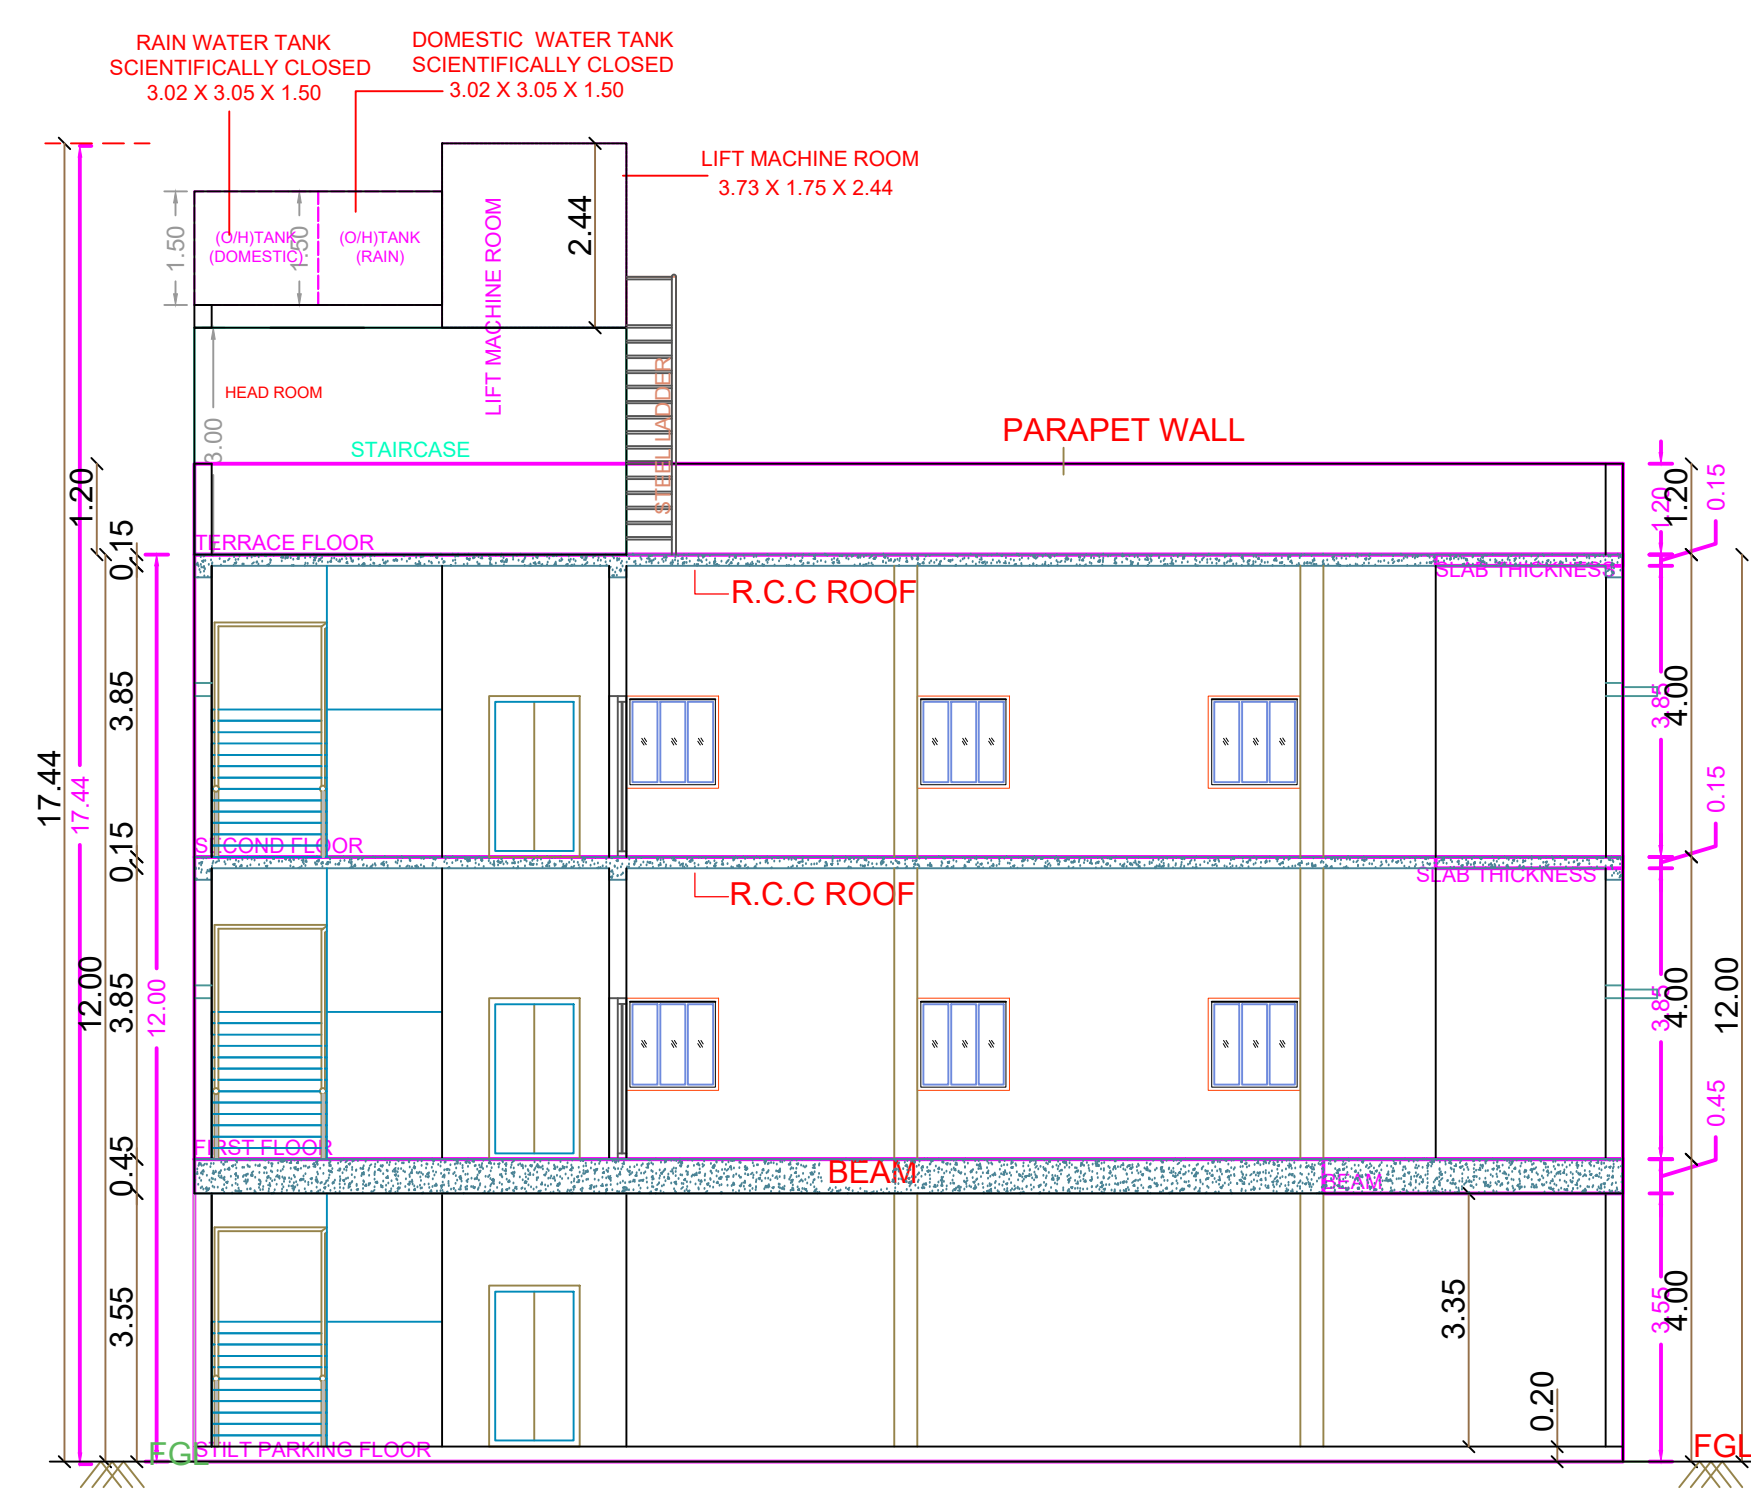 RAIN WATER TANK
SCIENTIFICALLY CLOSED
3.02 X 3.05 X 1.50
DOMESTIC WATER TANK
SCIENTIFICALLY CLOSED
3.02 X 3.05 X 1.50
LIFT MACHINE ROOM
3.73 X 1.75 X 2.44
1.50
(O/H)TANK
(DOMESTIC)
1.50
(O/H)TANK
(RAIN)
LIFT MACHINE ROOM
2.44
HEAD ROOM
3.00
STAIRCASE
STEEL LADDER
PARAPET WALL
1.20
0.15
TERRACE FLOOR
R.C.C ROOF
SLAB THICKNESS
1.20
1.20
0.15
3.85
3.85
4.00
17.44
17.44
0.15
SECOND FLOOR
R.C.C ROOF
SLAB THICKNESS
0.15
12.00
3.85
12.00
3.85
4.00
12.00
0.45
FIRST FLOOR
BEAM
BEAM
0.45
3.55
3.35
3.55
4.00
0.20
FGL
STILT PARKING FLOOR
FGL